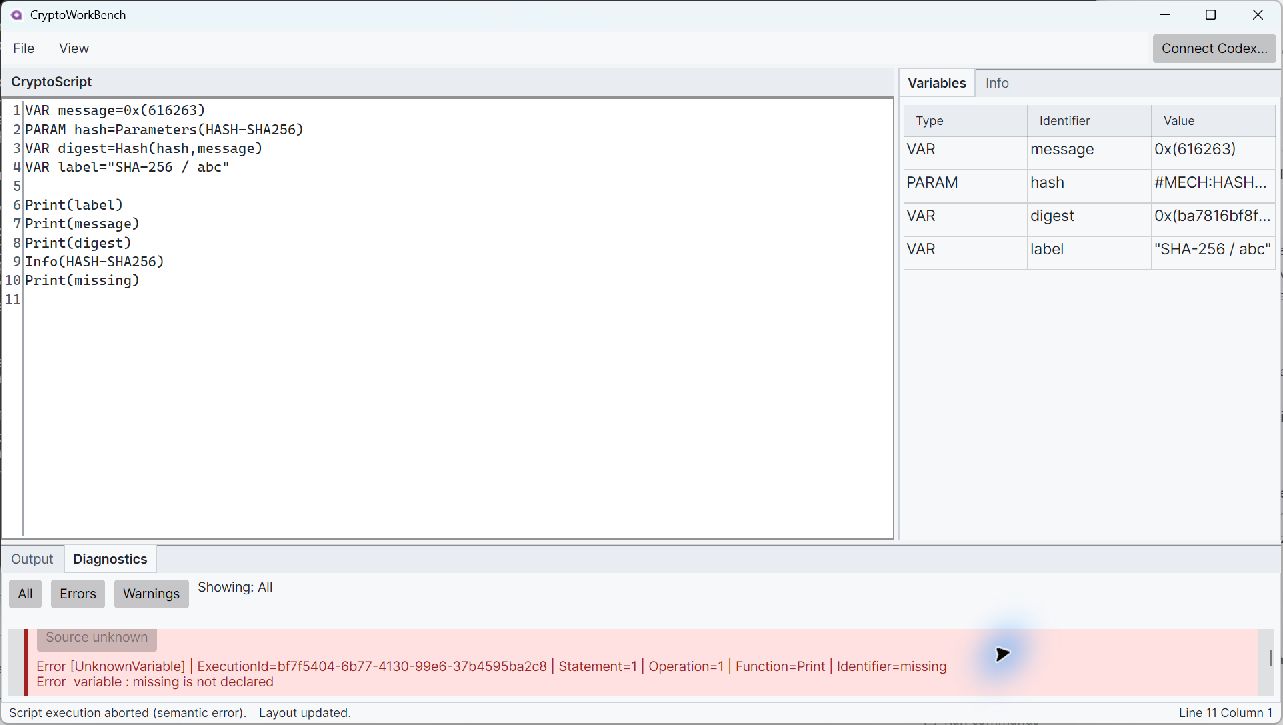 CryptoWorkBench
File View Connect Codex...
CryptoScript
1 VAR message=0x(616263)
2 PARAM hash=Parameters(HASH-SHA256)
3 VAR digest=Hash(hash,message)
4 VAR label="SHA-256 / abc"
5
6 Print(label)
7 Print(message)
8 Print(digest)
9 Info(HASH-SHA256)
10 Print(missing)
11
Variables Info
Type Identifier Value
VAR message 0x(616263)
PARAM hash #MECH:HASH...
VAR digest 0x(ba7816bf8f...
VAR label "SHA-256 / abc"
Output Diagnostics
All Errors Warnings Showing: All
Source unknown
Error [UnknownVariable] | ExecutionId=bf7f5404-6b77-4130-99e6-37b4595ba2c8 | Statement=1 | Operation=1 | Function=Print | Identifier=missing
Error variable : missing is not declared
Script execution aborted (semantic error). Layout updated. Line 11 Column 1